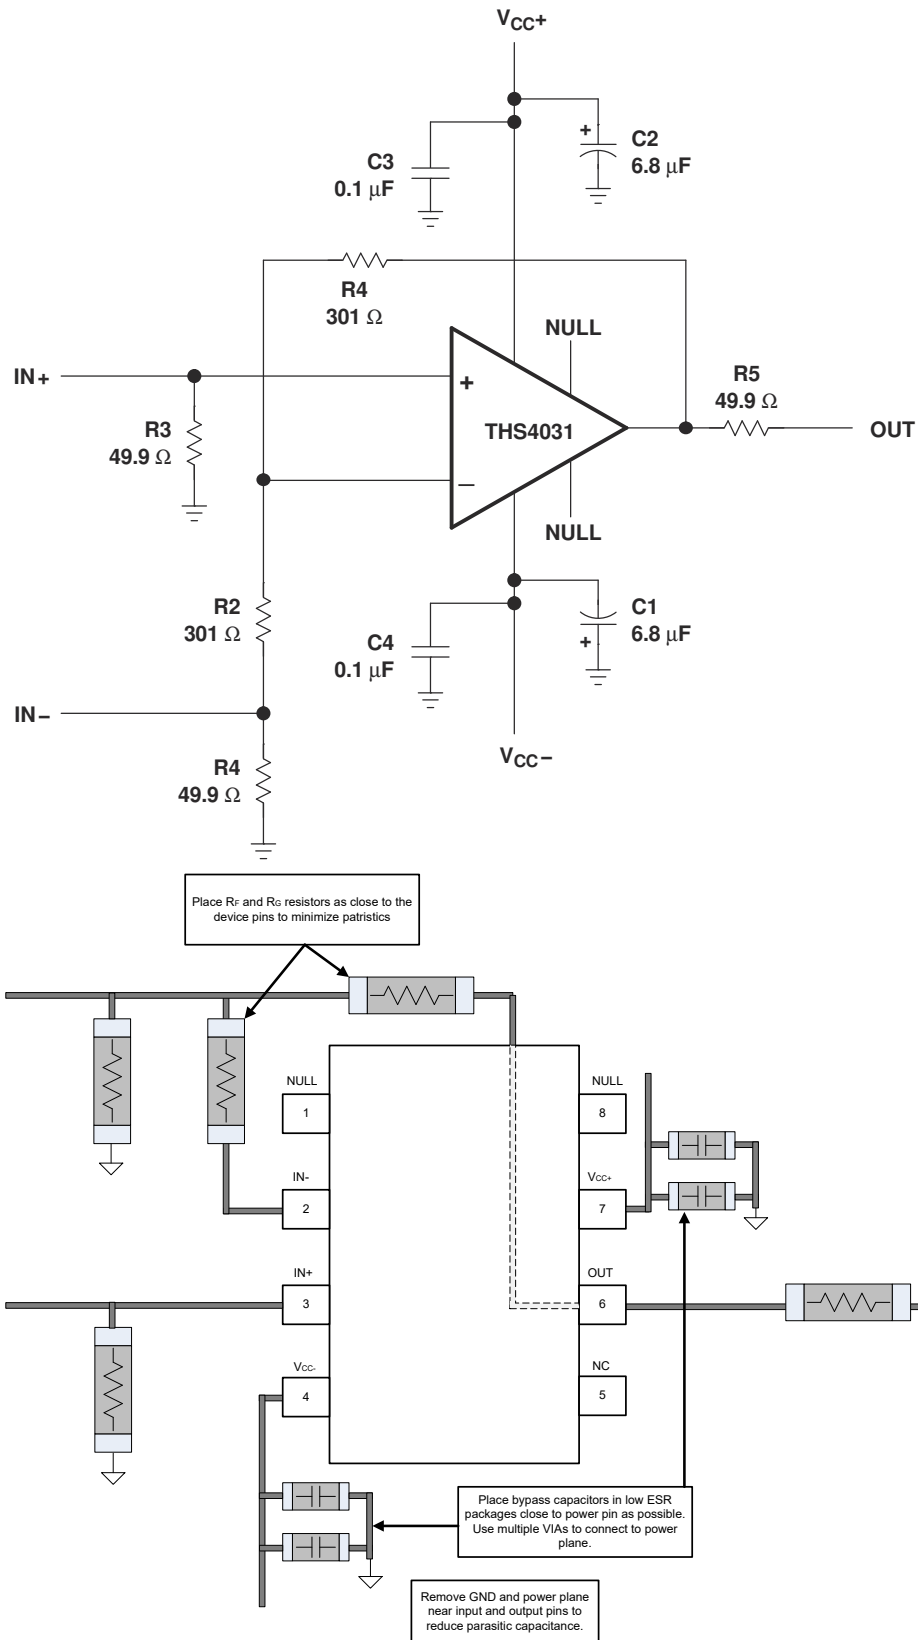 VCC+
C3
0.1 μF
+
C2
6.8 μF
R4
301 Ω
NULL
IN+
+
R3
49.9 Ω
THS4031
R5
49.9 Ω
OUT
−
NULL
R2
301 Ω
C4
0.1 μF
C1
6.8 μF
+
IN−
VCC−
R4
49.9 Ω
Place RF and RG resistors as close to the
device pins to minimize patristics
NULL
1
NULL
8
IN-
2
VCC+
7
IN+
3
OUT
6
VCC-
4
NC
5
Place bypass capacitors in low ESR
packages close to power pin as possible.
Use multiple VIAs to connect to power
plane.
Remove GND and power plane
near input and output pins to
reduce parasitic capacitance.